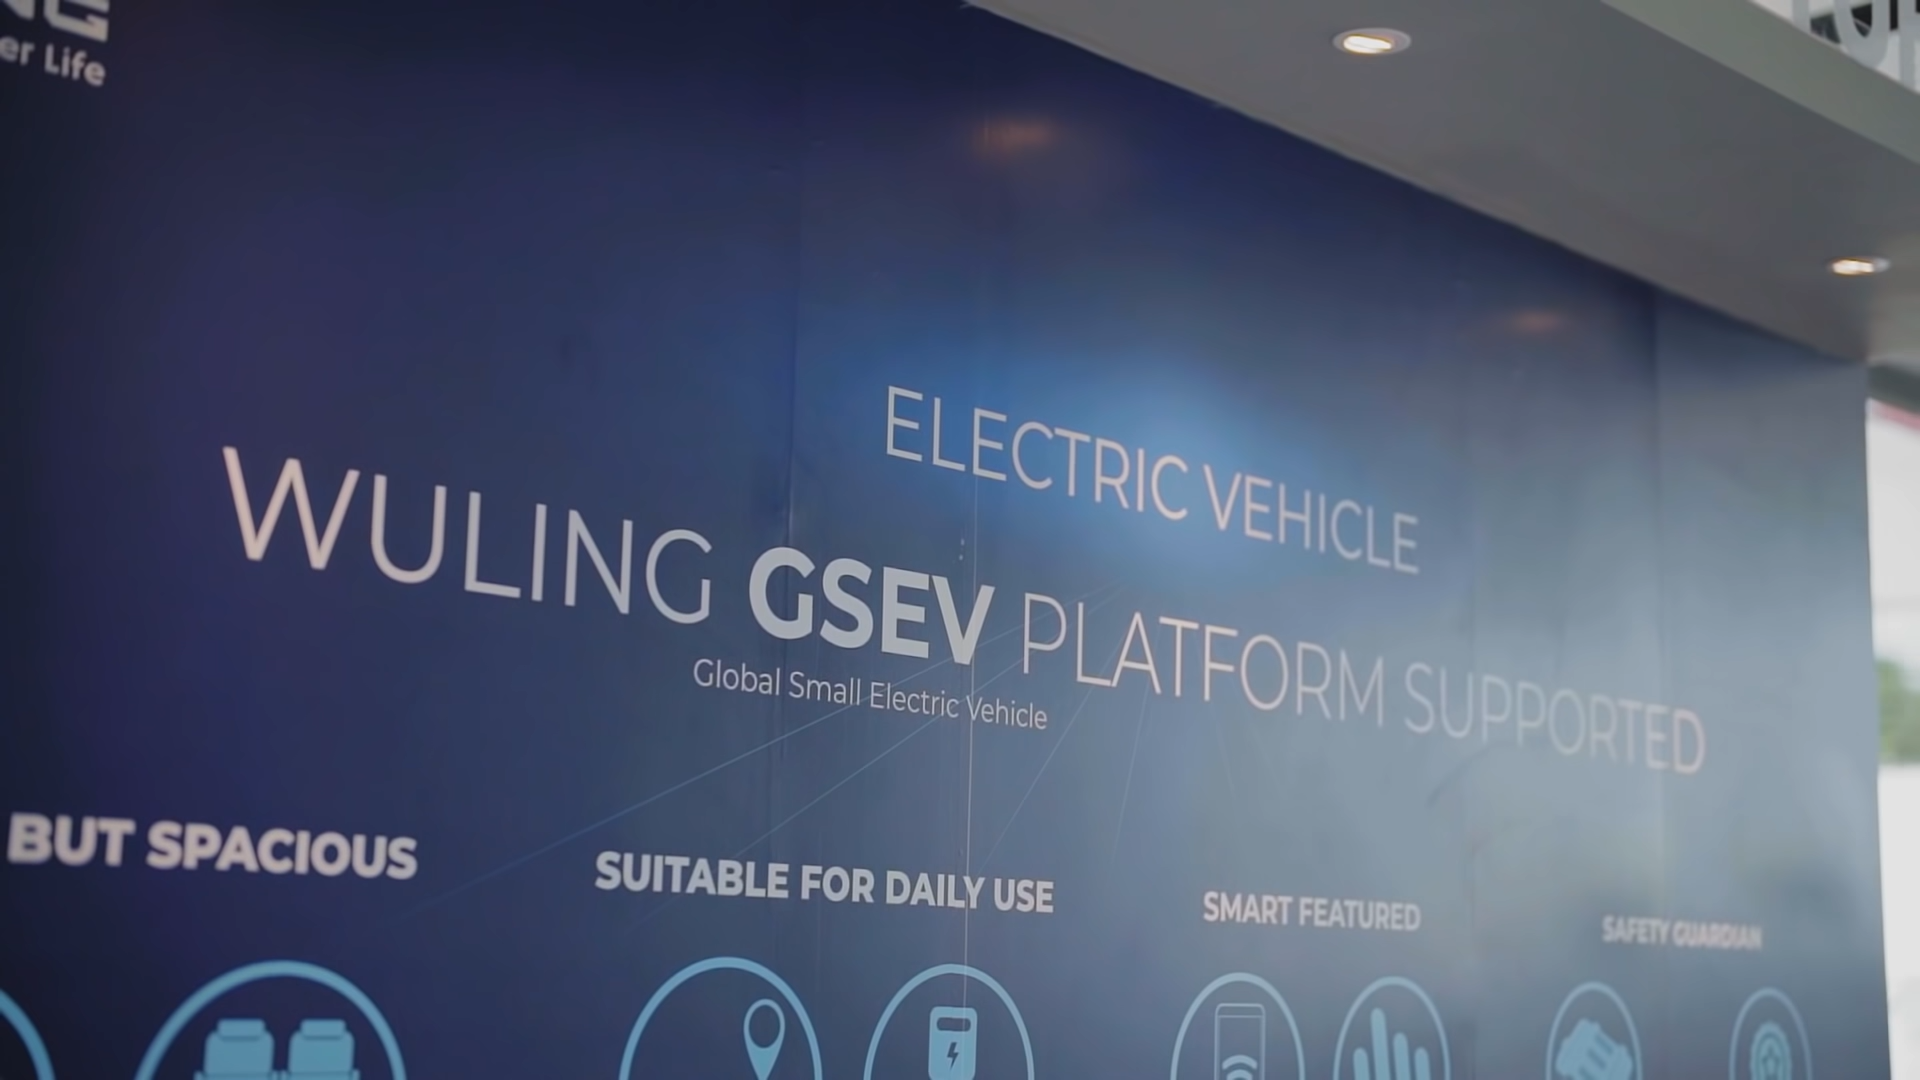 er Life
ELECTRIC VEHICLE
WULING GSEV PLATFORM SUPPORTED
Global Small Electric Vehicle
BUT SPACIOUS
SUITABLE FOR DAILY USE
SMART FEATURED
SAFETY GUARDIAN